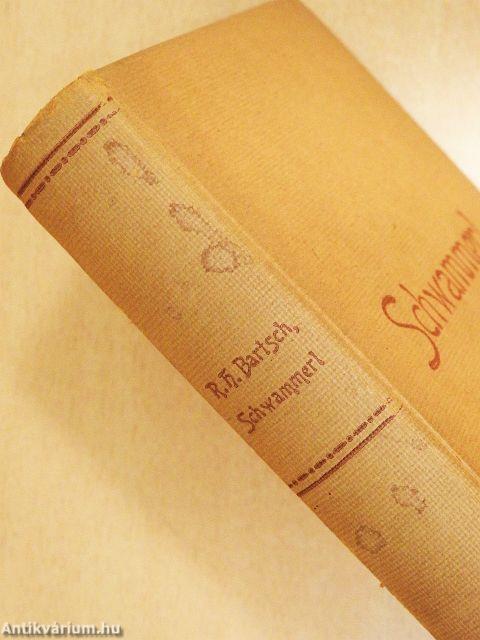 R. H. Bartsch,
Schwammerl
Schwammerl
Antikvárium.hu